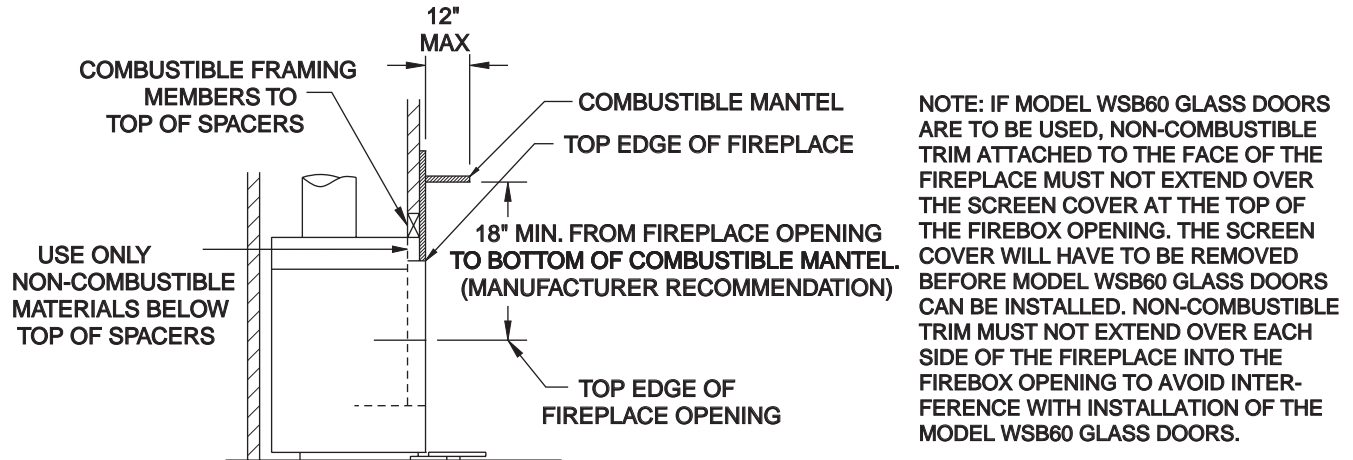 12"
MAX
COMBUSTIBLE FRAMING
MEMBERS TO
TOP OF SPACERS
COMBUSTIBLE MANTEL
TOP EDGE OF FIREPLACE
18" MIN. FROM FIREPLACE OPENING
TO BOTTOM OF COMBUSTIBLE MANTEL.
(MANUFACTURER RECOMMENDATION)
USE ONLY
NON-COMBUSTIBLE
MATERIALS BELOW
TOP OF SPACERS
TOP EDGE OF
FIREPLACE OPENING
NOTE: IF MODEL WSB60 GLASS DOORS
ARE TO BE USED, NON-COMBUSTIBLE
TRIM ATTACHED TO THE FACE OF THE
FIREPLACE MUST NOT EXTEND OVER
THE SCREEN COVER AT THE TOP OF
THE FIREBOX OPENING. THE SCREEN
COVER WILL HAVE TO BE REMOVED
BEFORE MODEL WSB60 GLASS DOORS
CAN BE INSTALLED. NON-COMBUSTIBLE
TRIM MUST NOT EXTEND OVER EACH
SIDE OF THE FIREPLACE INTO THE
FIREBOX OPENING TO AVOID INTER-
FERENCE WITH INSTALLATION OF THE
MODEL WSB60 GLASS DOORS.